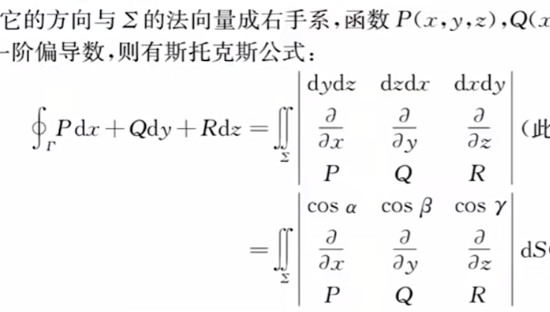 它的方向与 Σ 的法向量成右手系,函数 P(x,y,z),Q(x
一阶偏导数,则有斯托克斯公式:
dydz dzdx dxdy
∮_Γ Pdx+Qdy+Rdz=∬_Σ ∂/∂x ∂/∂y ∂/∂z (此
P Q R
cos α cos β cos γ
=∬_Σ ∂/∂x ∂/∂y ∂/∂z dS
P Q R